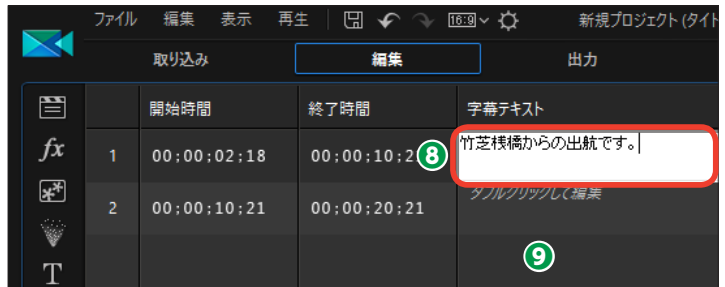 ファイル 編集 表示 再生 16:9 新規プロジェクト (タイト
取り込み 編集 出力
開始時間 終了時間 字幕テキスト
fx 1 00;00;02;18 00;00;10;2 8 竹芝桟橋からの出航です。
2 00;00;10;21 00;00;20;21 ダブルクリックして編集
9
T